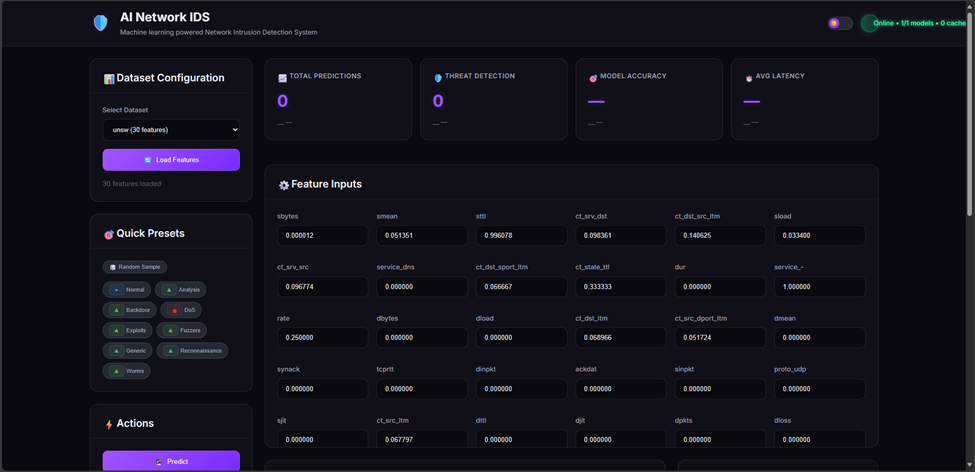 AI Network IDS
Machine learning powered Network Intrusion Detection System
Online • 1/1 models • 0 cache
Dataset Configuration
Select Dataset
unsw (30 features)
Load Features
30 features loaded
Quick Presets
Random Sample
Normal
Analysis
Backdoor
DoS
Exploits
Fuzzers
Generic
Reconnaissance
Worms
Actions
Predict
TOTAL PREDICTIONS
0
__ —
THREAT DETECTION
0
__ —
MODEL ACCURACY
—
__ —
AVG LATENCY
—
__ —
Feature Inputs
sbytes smean sttl ct_srv_dst ct_dst_src_ltm sload
0.000012 0.051351 0.996078 0.098361 0.140625 0.033400
ct_srv_src service_dns ct_dst_sport_ltm ct_state_ttl dur service_-
0.096774 0.000000 0.066667 0.333333 0.000000 1.000000
rate dbytes dload ct_dst_ltm ct_src_dport_ltm dmean
0.250000 0.000000 0.000000 0.068966 0.051724 0.000000
synack tcprtt dinpkt ackdat sinpkt proto_udp
0.000000 0.000000 0.000000 0.000000 0.000000 0.000000
sjit ct_src_ltm dttl djit dpkts dloss
0.000000 0.067797 0.000000 0.000000 0.000000 0.000000